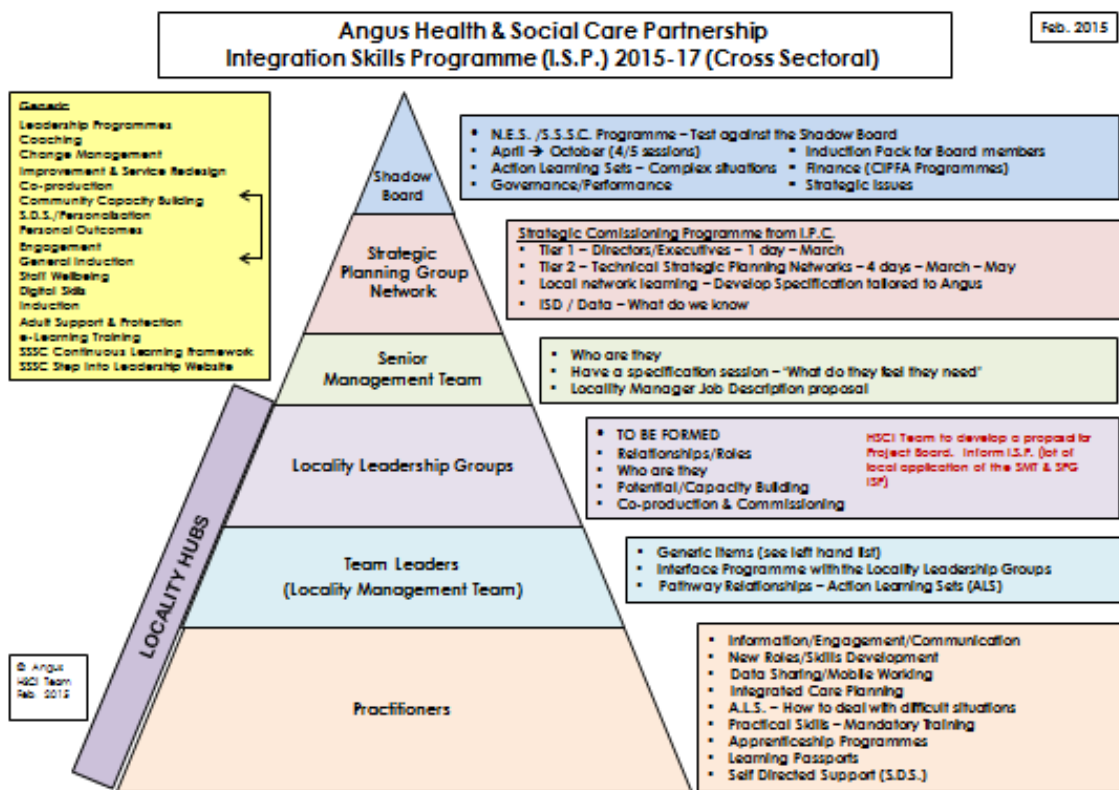 Angus Health & Social Care Partnership
Integration Skills Programme (I.S.P.) 2015-17 (Cross Sectoral)
Feb. 2015
Generic
Leadership Programmes
Coaching
Change Management
Improvement & Service Redesign
Co-production
Community Capacity Building
S.D.S./Personalisation
Personal Outcomes
Engagement
General Induction
Staff Wellbeing
Digital Skills
Induction
Adult Support & Protection
e-Learning Training
SSSC Continuous Learning Framework
SSSC Step Into Leadership Website
Shadow
Board
• N.E.S. /S.S.S.C. Programme – Test against the Shadow Board
• April → October (4/5 sessions)
• Action Learning Sets – Complex situations
• Governance/Performance
• Induction Pack for Board members
• Finance (CIPFA Programmes)
• Strategic Issues
Strategic
Planning Group
Network
Strategic Comissioning Programme from I.P.C.
• Tier 1 – Directors/Executives – 1 day – March
• Tier 2 – Technical Strategic Planning Networks – 4 days – March – May
• Local network learning – Develop Specification tailored to Angus
• ISD / Data – What do we know
Senior
Management Team
• Who are they
• Have a specification session – "What do they feel they need"
• Locality Manager Job Description proposal
Locality Leadership Groups
• TO BE FORMED
• Relationships/Roles
• Who are they
• Potential/Capacity Building
• Co-production & Commissioning
HSCI Team to develop a proposal for
Project Board. Inform I.S.P. (lot of
local application of the SMT & SPG
ISP)
LOCALITY HUBS
Team Leaders
(Locality Management Team)
• Generic Items (see left hand list)
• Interface Programme with the Locality Leadership Groups
• Pathway Relationships – Action Learning Sets (ALS)
Practitioners
• Information/Engagement/Communication
• New Roles/Skills Development
• Data Sharing/Mobile Working
• Integrated Care Planning
• A.L.S. – How to deal with difficult situations
• Practical Skills – Mandatory Training
• Apprenticeship Programmes
• Learning Passports
• Self Directed Support (S.D.S.)
© Angus
HSCI Team
Feb. 2015